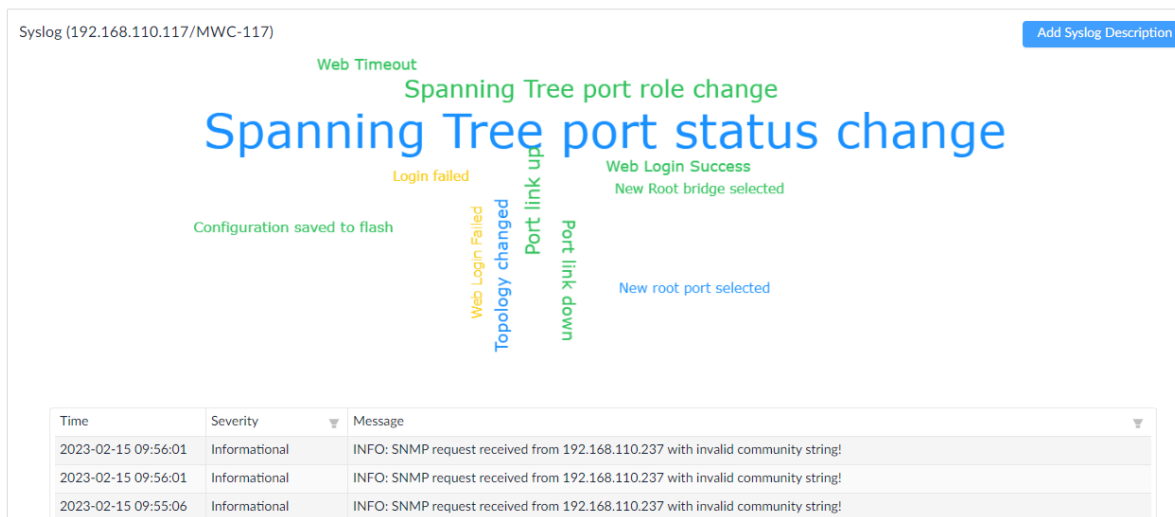 Syslog (192.168.110.117/MWC-117)
Add Syslog Description
Web Timeout
Spanning Tree port role change
Spanning Tree port status change
Web Login Success
Login failed
New Root bridge selected
Configuration saved to flash
Web Login Failed
Topology changed
Port link up
Port link down
New root port selected
Time Severity Message
2023-02-15 09:56:01 Informational INFO: SNMP request received from 192.168.110.237 with invalid community string!
2023-02-15 09:56:01 Informational INFO: SNMP request received from 192.168.110.237 with invalid community string!
2023-02-15 09:55:06 Informational INFO: SNMP request received from 192.168.110.237 with invalid community string!